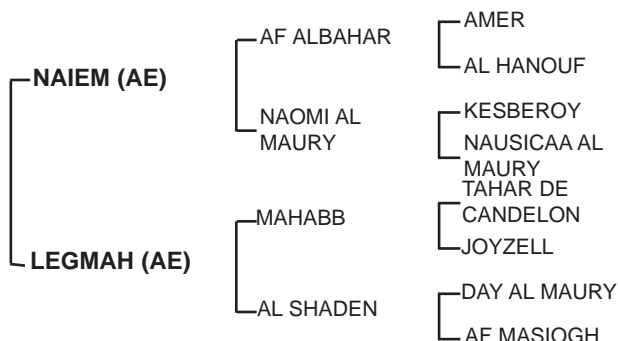 AMER
AF ALBAHAR
AL HANOUF
NAIEM (AE)
KESBEROY
NAOMI AL
MAURY
NAUSICAA AL
MAURY
TAHAR DE
CANDELON
MAHABB
JOYZELL
LEGMAH (AE)
DAY AL MAURY
AL SHADEN
AF MASIOGH